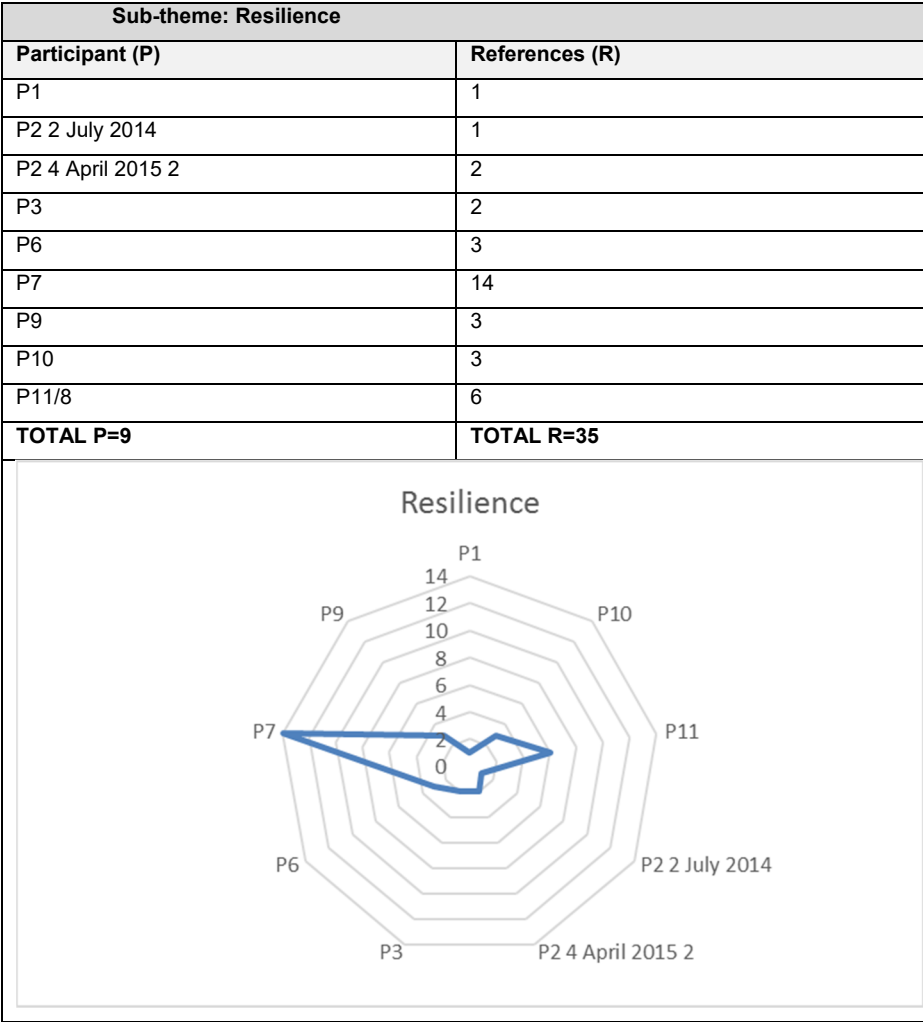 Sub-theme: Resilience
Participant (P) References (R)
P1 1
P2 2 July 2014 1
P2 4 April 2015 2 2
P3 2
P6 3
P7 14
P9 3
P10 3
P11/8 6
TOTAL P=9 TOTAL R=35
Resilience
P1
14
P9 12 P10
10
8
6
P7 4 P11
2
0
P6 P2 2 July 2014
P3 P2 4 April 2015 2